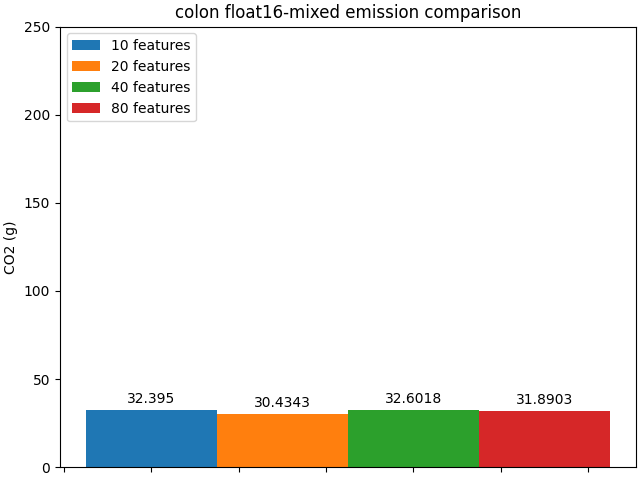 colon float16-mixed emission comparison
250
200
150
100
50
0
CO2 (g)
10 features
20 features
40 features
80 features
32.395
30.4343
32.6018
31.8903